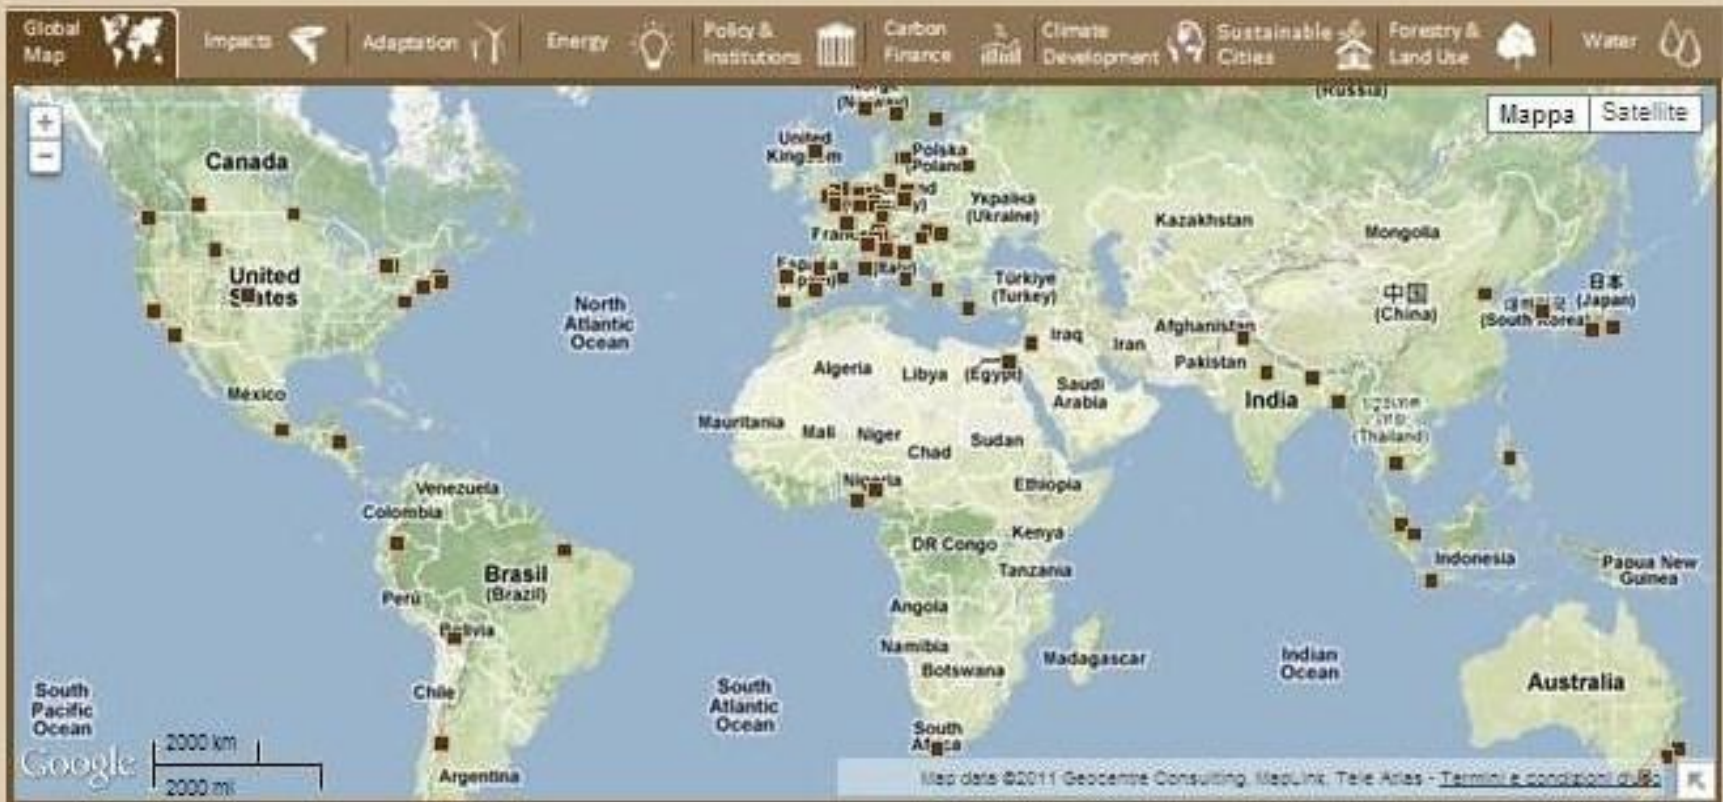 Global
Map
Impacts
Adaptation
Energy
Policy &
Institutions
Carbon
Finance
Climate
Development
Sustainable
Cities
Forestry &
Land Use
Water
+
−
Mappa
Satellite
(Russia)
Canada
United
Polska
(Poland
Україна
(Ukraine)
Kazakhstan
Mongolia
United
States
North
Atlantic
Ocean
Türkiye
(Turkey)
中国
(China)
日本
(Japan)
(South Korea)
Afghanistan
Iraq
Iran
Pakistan
Algeria
Libya
(Egypt)
Saudi
Arabia
India
México
Mauritania
Mali
Niger
Chad
Sudan
(Thailand)
Nigeria
Ethiopia
Venezuela
Colombia
Kenya
DR Congo
Tanzania
Indonesia
Papua New
Guinea
Brasil
(Brazil)
Perú
Angola
Bolivia
Namibia
Botswana
Madagascar
Indian
Ocean
Australia
South
Pacific
Ocean
Chile
South
Atlantic
Ocean
South
Africa
Google
2000 km
2000 mi
Argentina
Map data ©2011 Geocentre Consulting, MapLink, Tele Atlas - Termini e condizioni d'uso